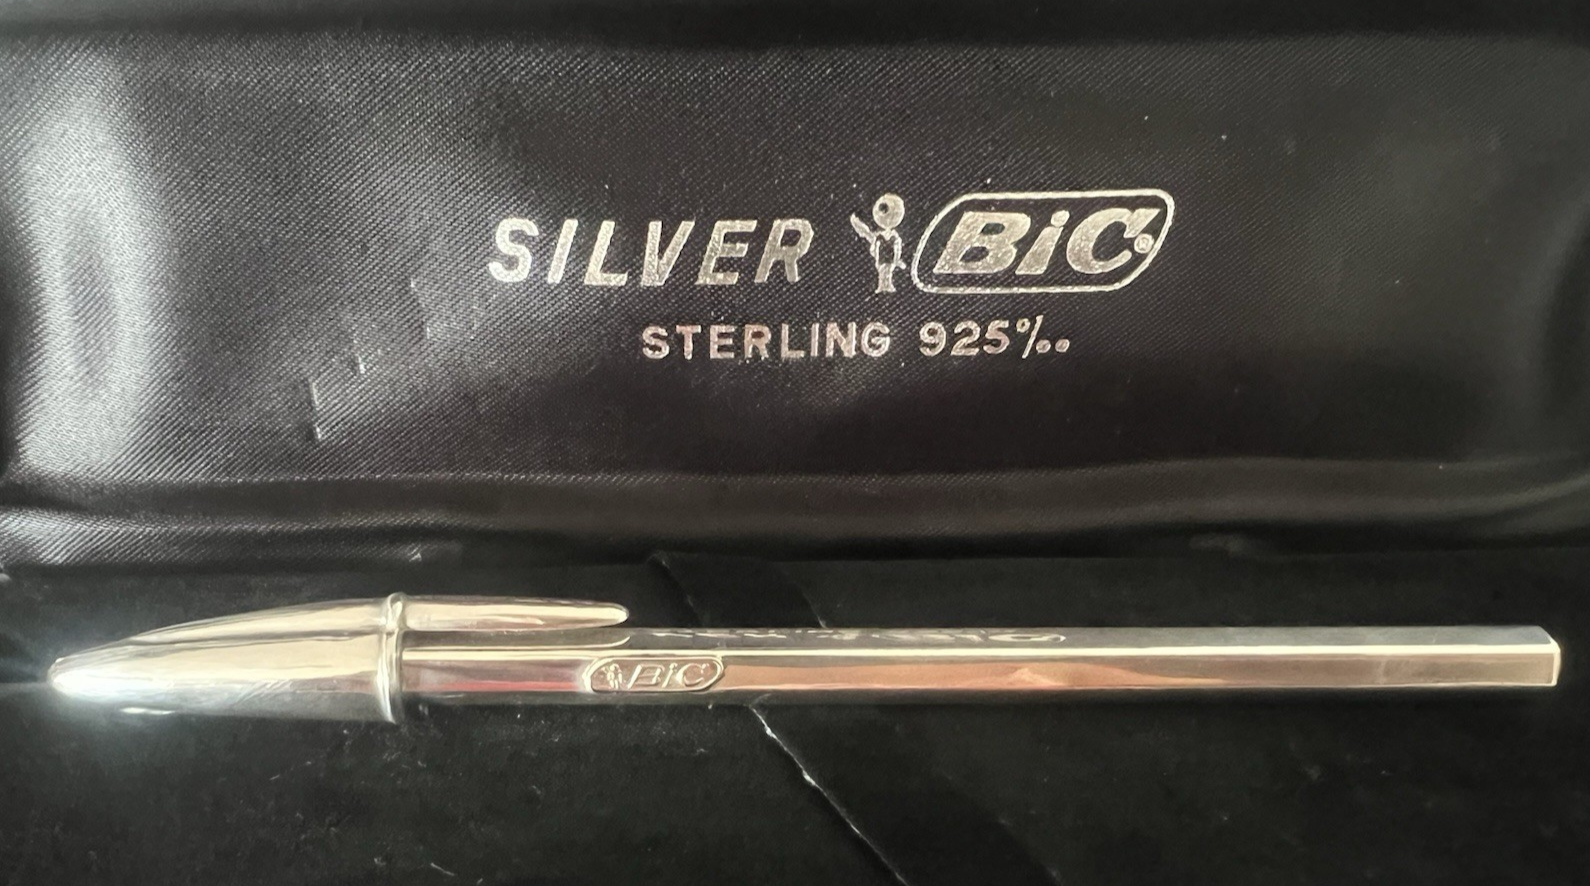 SILVER BiC®
STERLING 925‰
BiC